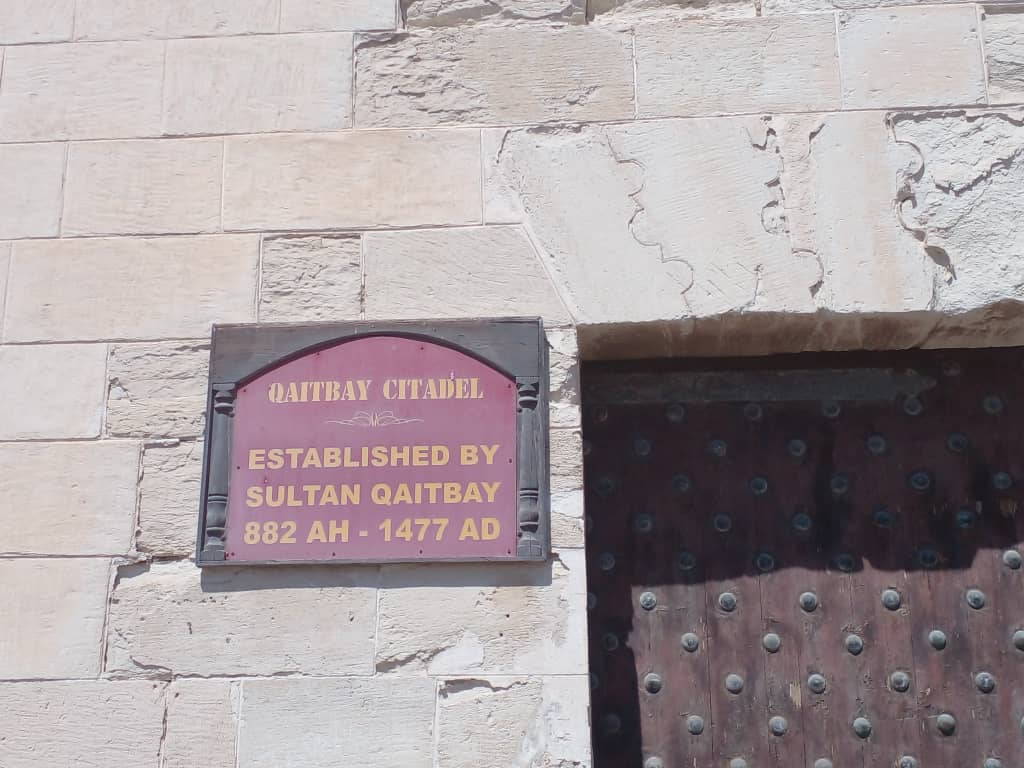 QAITBAY CITADEL
ESTABLISHED BY
SULTAN QAITBAY
882 AH - 1477 AD